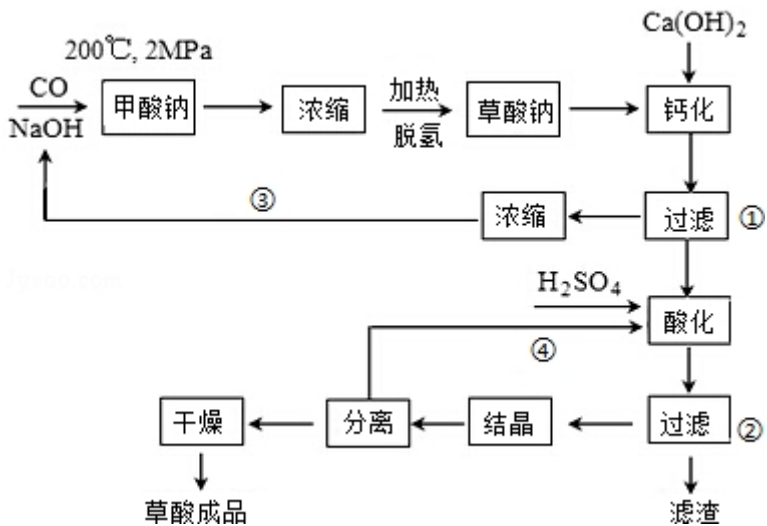 Ca(OH)₂
200℃, 2MPa
CO
NaOH
甲酸钠
浓缩
加热
脱氢
草酸钠
钙化
③
浓缩
过滤
①
H₂SO₄
酸化
④
干燥
分离
结晶
过滤
②
草酸成品
滤渣